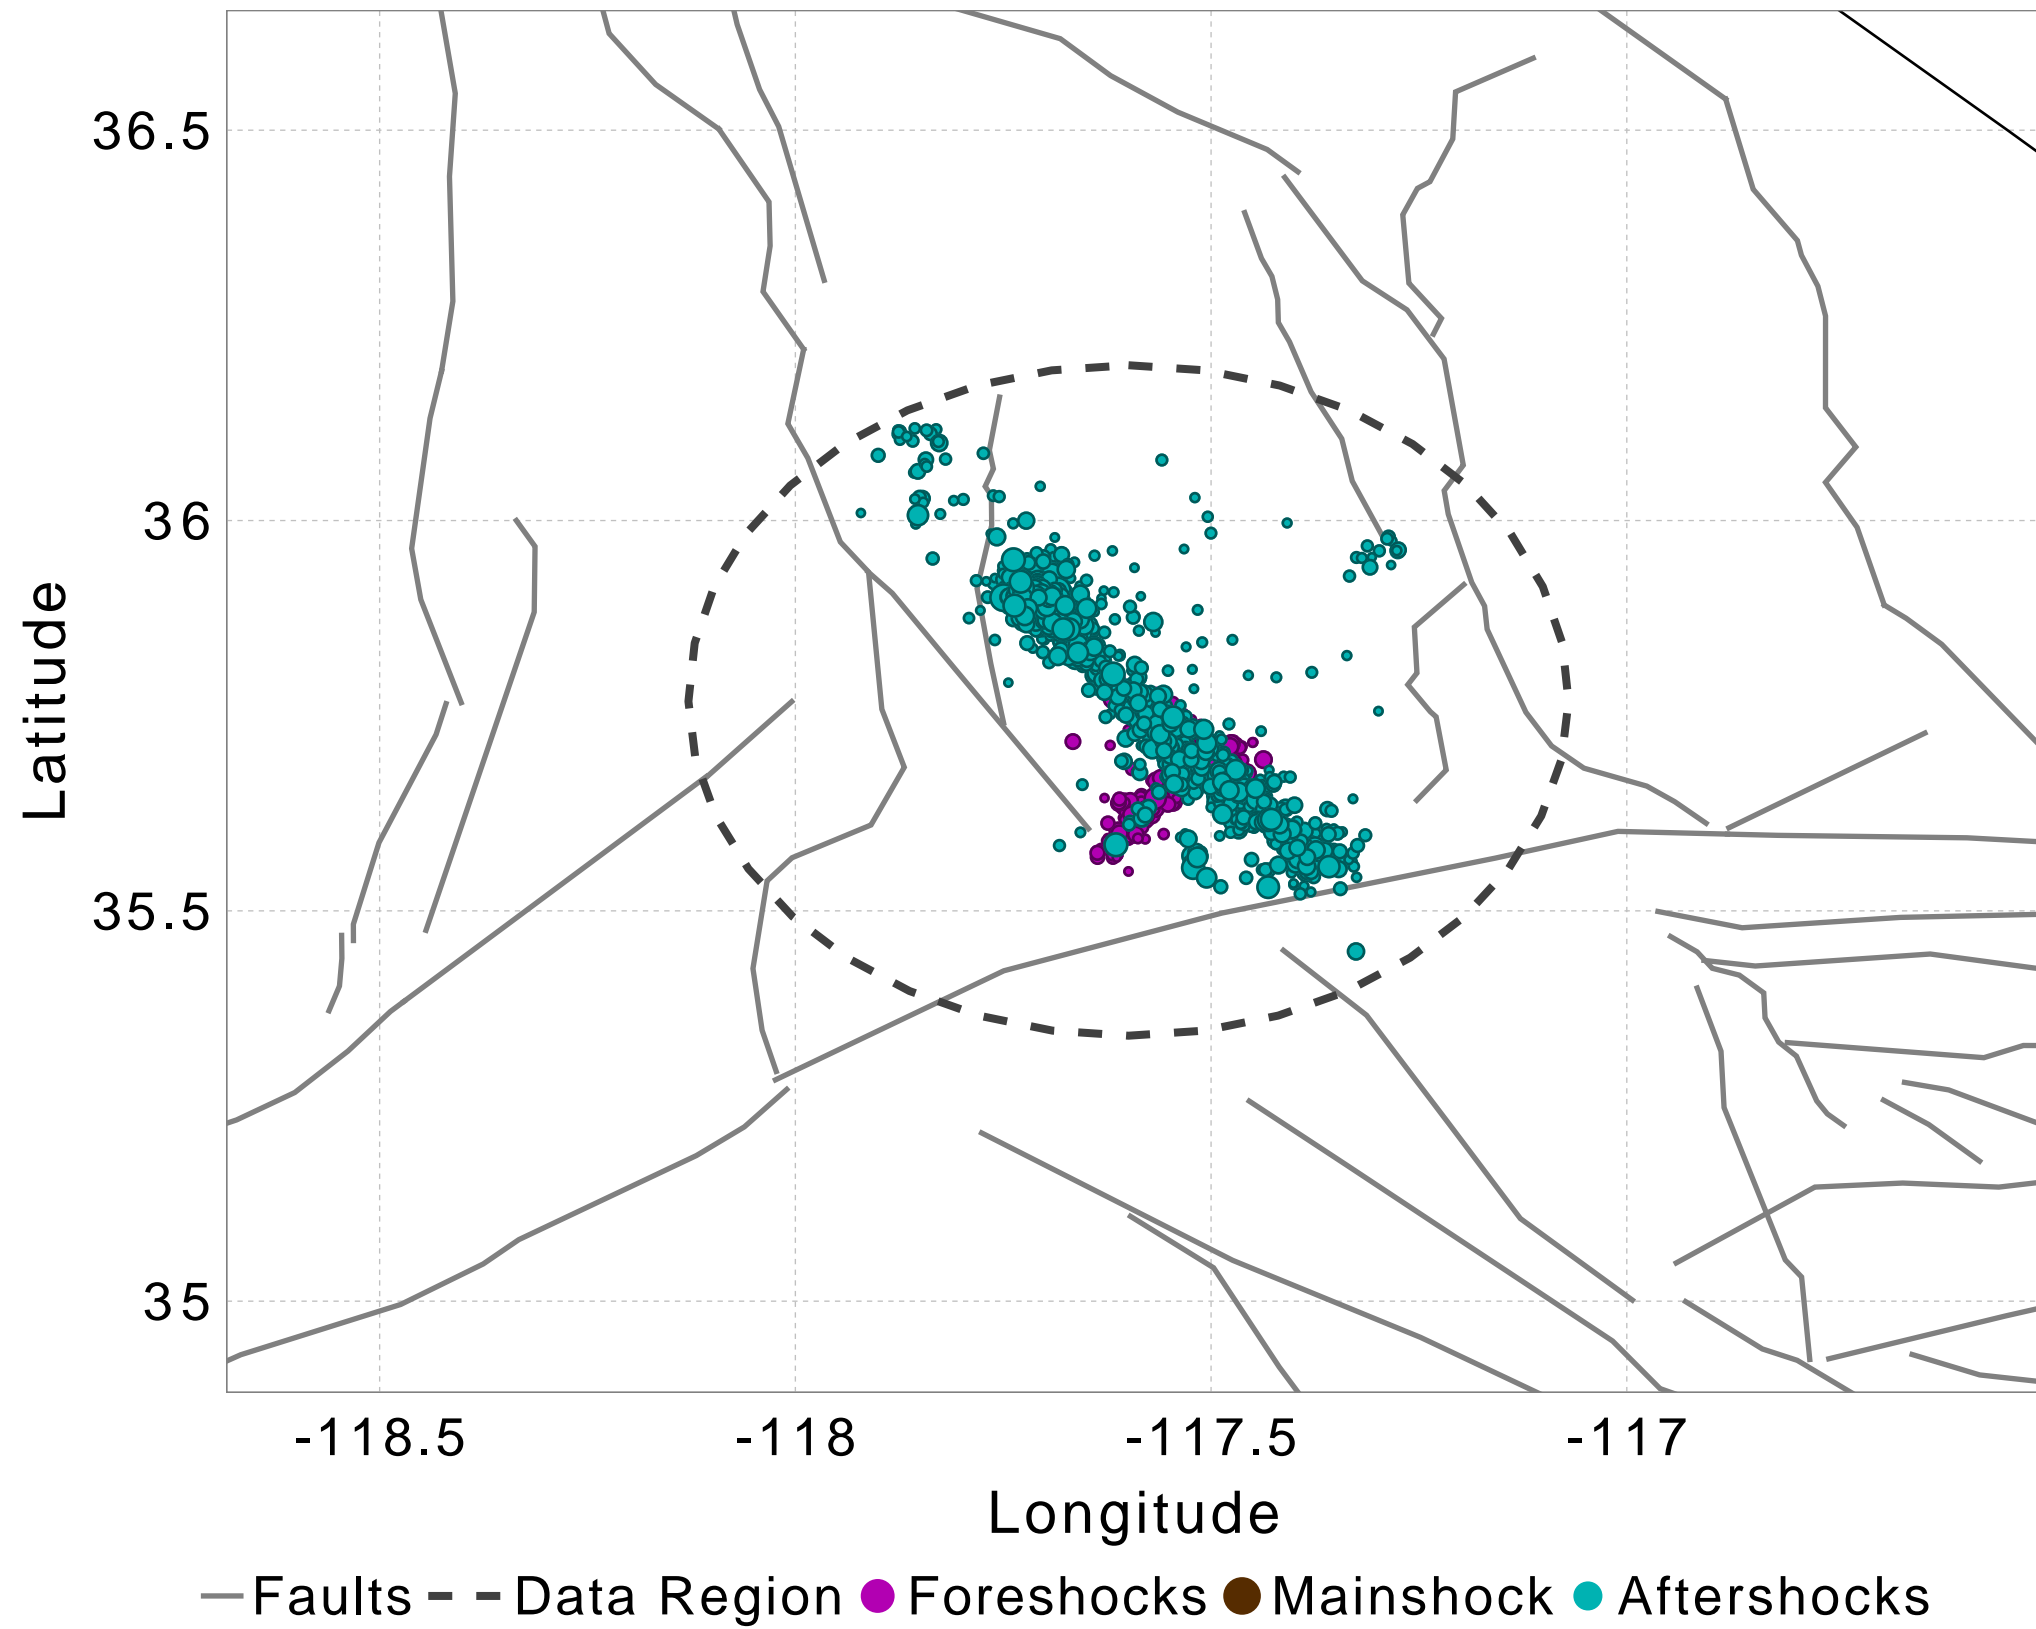 36.5
36
35.5
35
Latitude
-118.5 -118 -117.5 -117
Longitude
Faults Data Region Foreshocks Mainshock Aftershocks